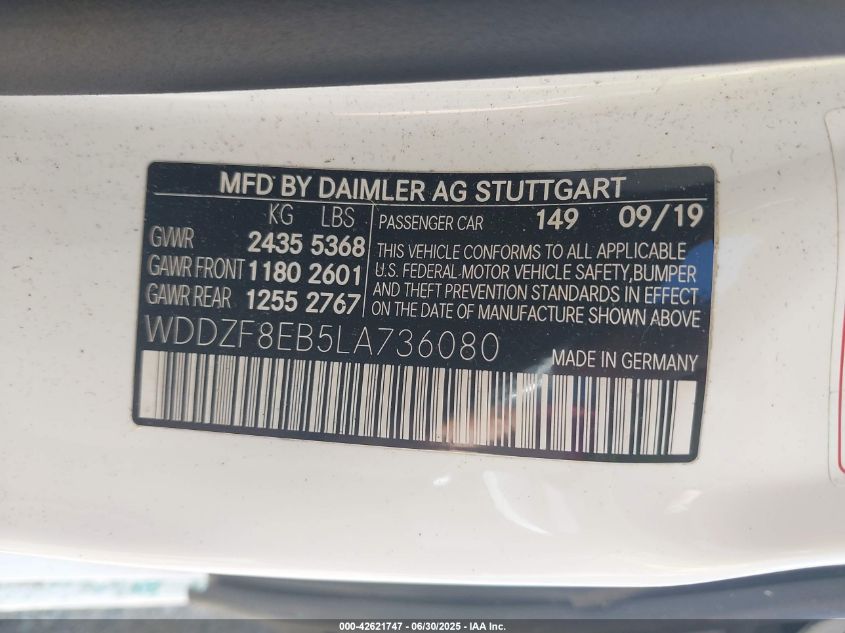 MFD BY DAIMLER AG STUTTGART
KG LBS
GVWR 2435 5368
GAWR FRONT 1180 2601
GAWR REAR 1255 2767
PASSENGER CAR 149 09/19
THIS VEHICLE CONFORMS TO ALL APPLICABLE
U.S. FEDERAL MOTOR VEHICLE SAFETY, BUMPER
AND THEFT PREVENTION STANDARDS IN EFFECT
ON THE DATE OF MANUFACTURE SHOWN ABOVE
WDDZF8EB5LA736080
MADE IN GERMANY
000-42621747 - 06/30/2025 - IAA Inc.